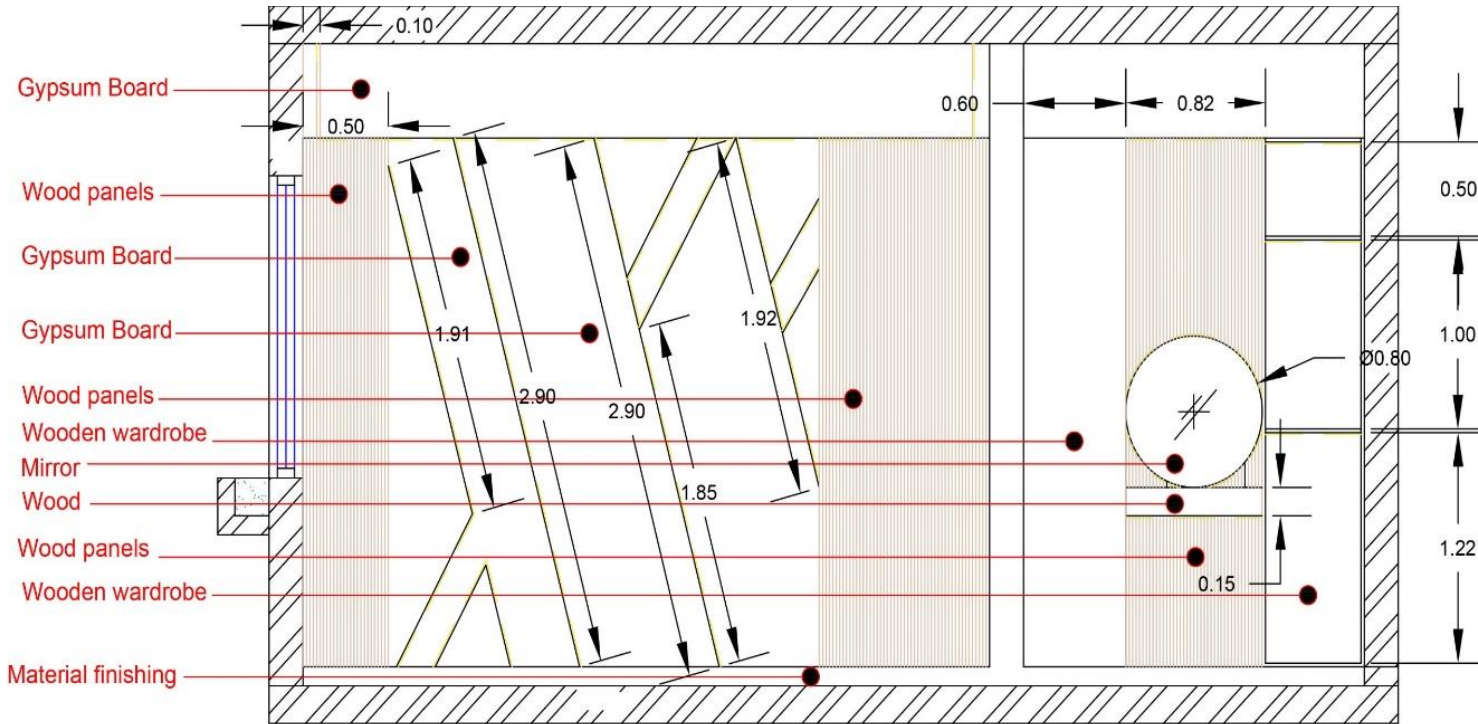 0.10
Gypsum Board
0.60
0.82
0.50
Wood panels
0.50
Gypsum Board
Gypsum Board
1.91
1.92
1.00
Ø0.80
Wood panels
2.90
2.90
Wooden wardrobe
Mirror
1.85
Wood
Wood panels
1.22
0.15
Wooden wardrobe
Material finishing